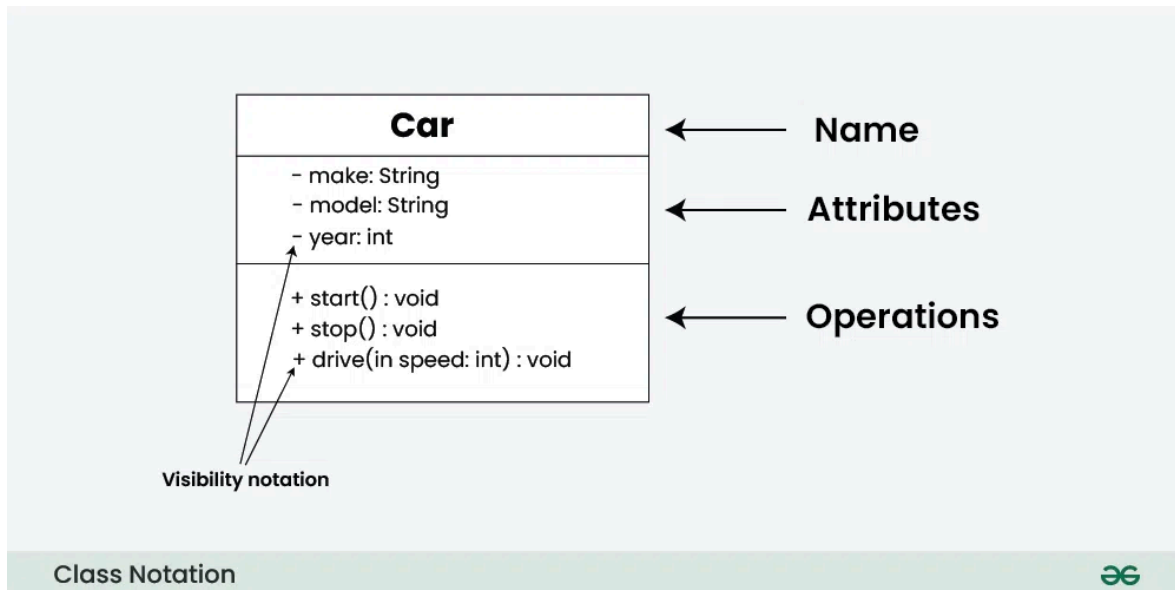 Car
- make: String
- model: String
- year: int
+ start() : void
+ stop() : void
+ drive(in speed: int) : void
Name
Attributes
Operations
Visibility notation
Class Notation